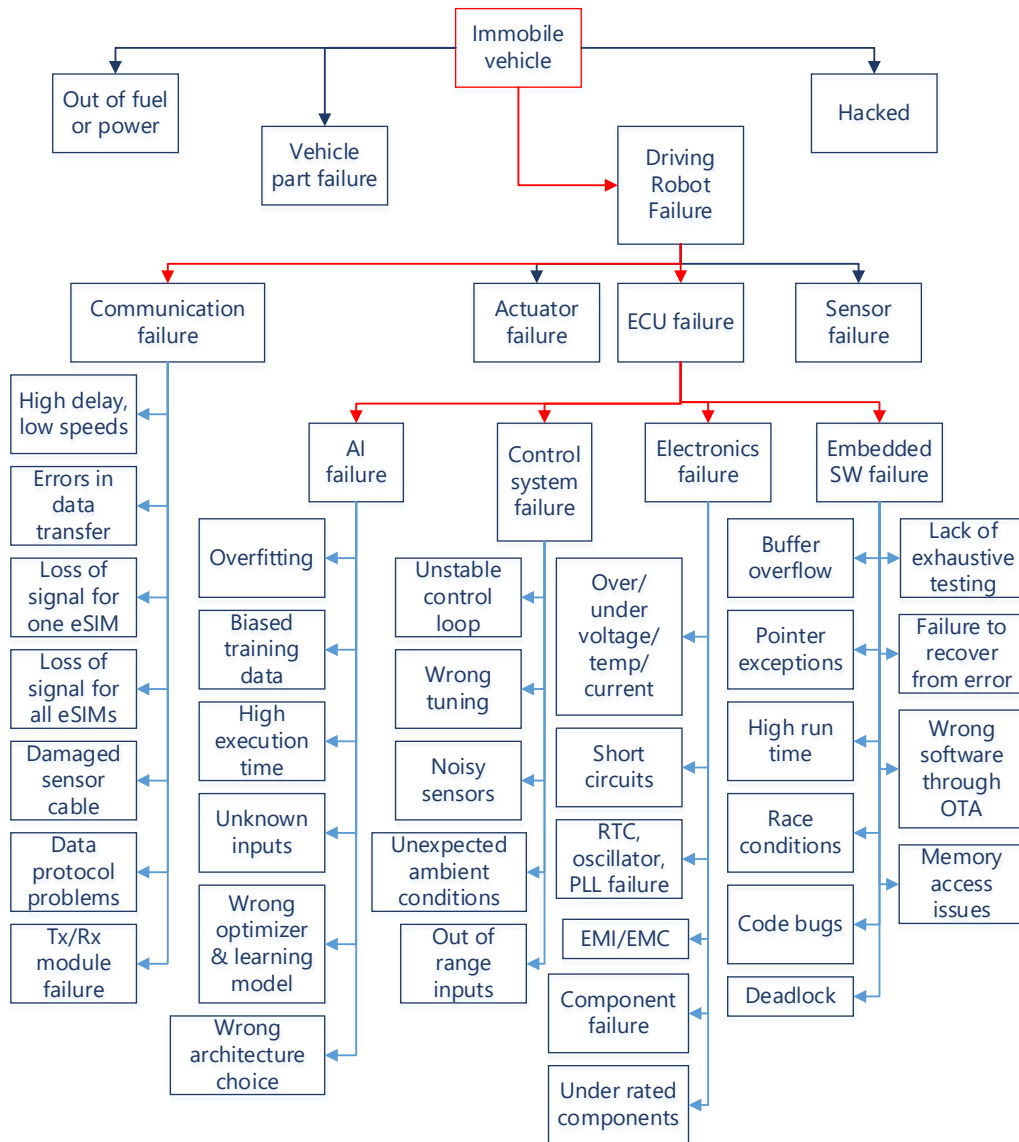 Immobile
vehicle
Out of fuel
or power
Vehicle
part failure
Hacked
Driving
Robot
Failure
Communication
failure
Actuator
failure
ECU failure
Sensor
failure
High delay,
low speeds
Errors in
data
transfer
Loss of
signal for
one eSIM
Loss of
signal for
all eSIMs
Damaged
sensor
cable
Data
protocol
problems
Tx/Rx
module
failure
AI
failure
Overfitting
Biased
training
data
High
execution
time
Unknown
inputs
Wrong
optimizer
& learning
model
Wrong
architecture
choice
Control
system
failure
Unstable
control
loop
Wrong
tuning
Noisy
sensors
Unexpected
ambient
conditions
Out of
range
inputs
Electronics
failure
Over/
under
voltage/
temp/
current
Short
circuits
RTC,
oscillator,
PLL failure
EMI/EMC
Component
failure
Under rated
components
Embedded
SW failure
Buffer
overflow
Pointer
exceptions
High run
time
Race
conditions
Code bugs
Deadlock
Lack of
exhaustive
testing
Failure to
recover
from error
Wrong
software
through
OTA
Memory
access
issues